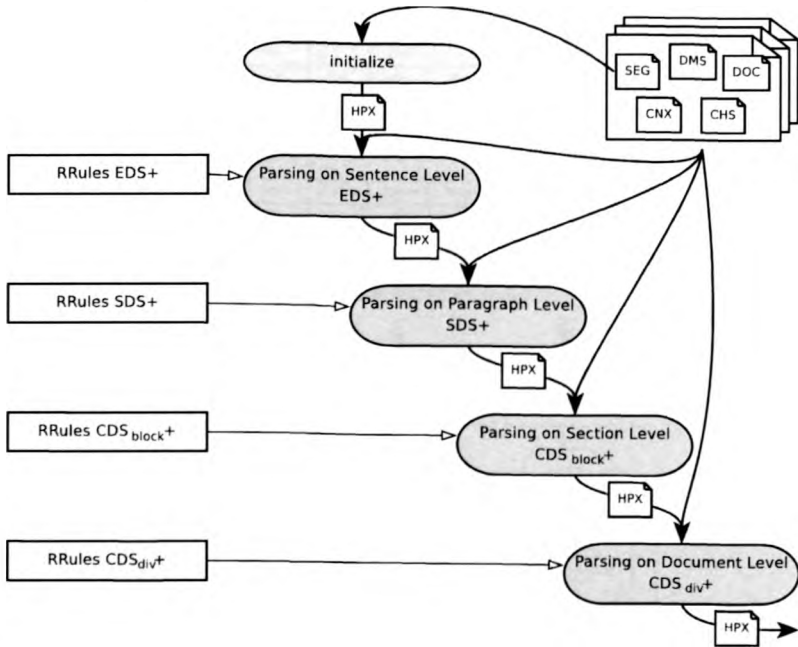 initialize
SEG
DMS
DOC
CNX
CHS
HPX
RRules EDS+
Parsing on Sentence Level
EDS+
HPX
RRules SDS+
Parsing on Paragraph Level
SDS+
HPX
RRules CDS block+
Parsing on Section Level
CDS block+
HPX
RRules CDSdiv+
Parsing on Document Level
CDS div+
HPX